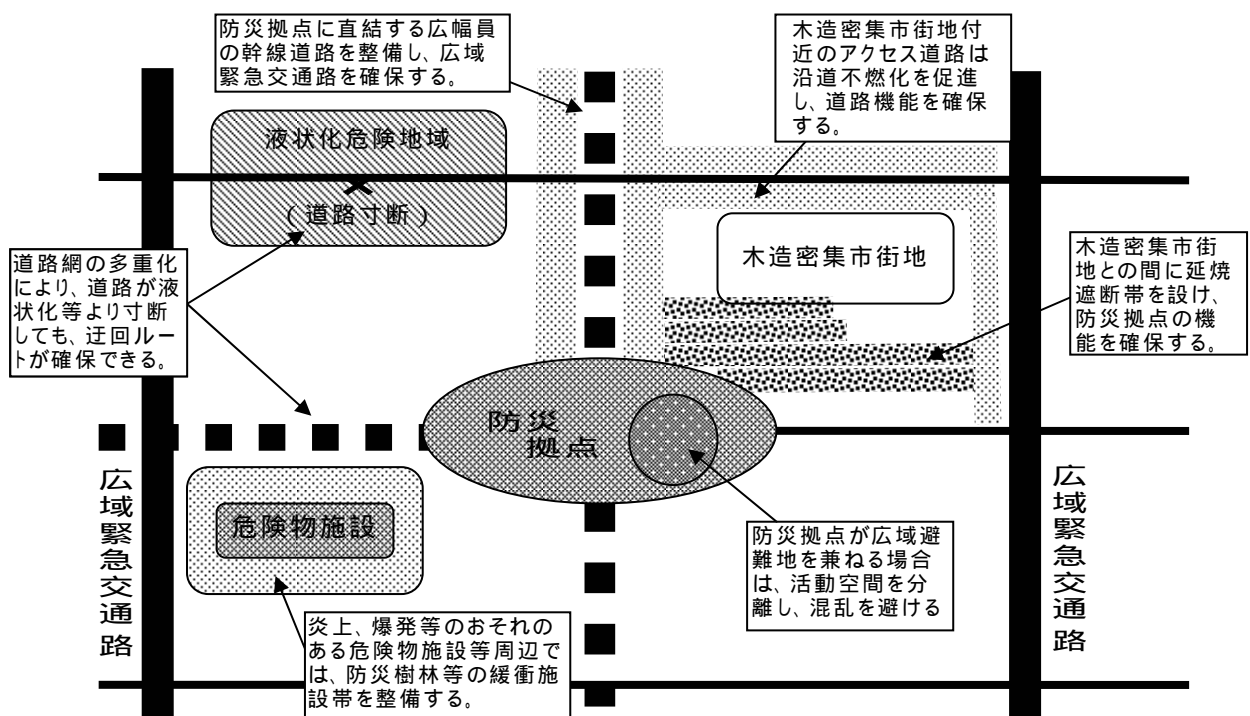 防災拠点に直結する広幅員
の幹線道路を整備し、広域
緊急交通路を確保する。
木造密集市街地付
近のアクセス道路は
沿道不燃化を促進
し、道路機能を確保
する。
液状化危険地域
(道路寸断)
道路網の多重化
により、道路が液
状化等より寸断
しても、迂回ルー
トが確保できる。
木造密集市街地
木造密集市街
地との間に延焼
遮断帯を設け、
防災拠点の機
能を確保する。
防災
拠点
広域緊急交通路
危険物施設
防災拠点が広域避
難地を兼ねる場合
は、活動空間を分
離し、混乱を避ける
広域緊急交通路
炎上、爆発等のおそれの
ある危険物施設等周辺で
は、防災樹林等の緩衝施
設帯を整備する。